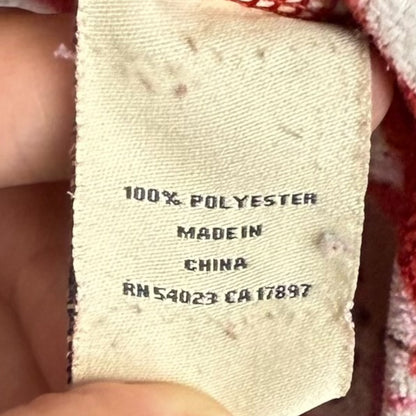 100% POLYESTER
MADE IN
CHINA
RN 54023 CA 17897